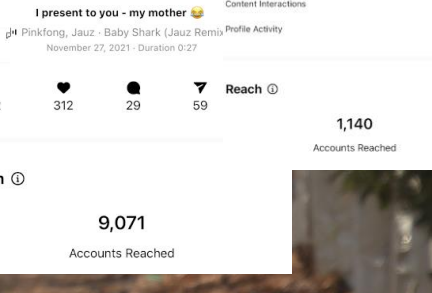 I present to you - my mother 😂
Pinkfong, Jauz · Baby Shark (Jauz Remix
November 27, 2021 · Duration 0:27
312
29
59
9,071
Accounts Reached
Content Interactions
Profile Activity
Reach
1,140
Accounts Reached